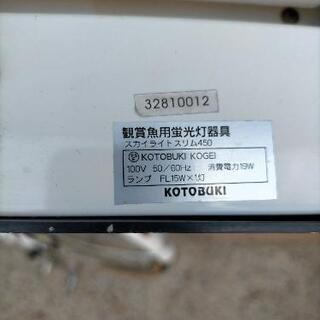 32810012
観賞魚用蛍光灯器具
スカイライトスリム450
KOTOBUKI KOGEI
100V 50/60Hz 消費電力19W
ランプ FL15W×1灯
KOTOBUKI